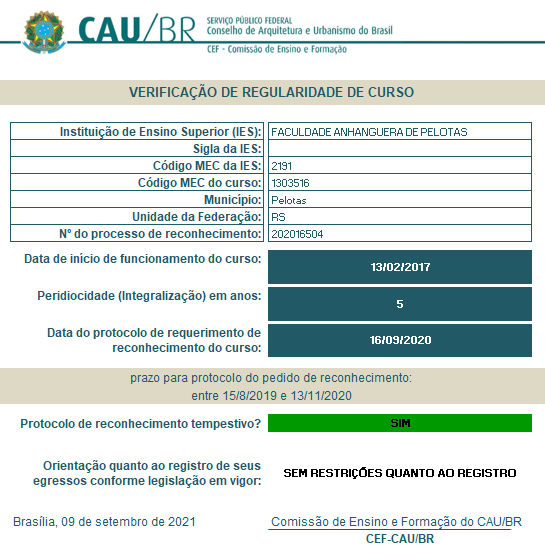 CAU/BR
SERVIÇO PÚBLICO FEDERAL
Conselho de Arquitetura e Urbanismo do Brasil
CEF - Comissão de Ensino e Formação
VERIFICAÇÃO DE REGULARIDADE DE CURSO
Instituição de Ensino Superior (IES): FACULDADE ANHANGUERA DE PELOTAS
Sigla da IES:
Código MEC da IES: 2191
Código MEC do curso: 1303516
Município: Pelotas
Unidade da Federação: RS
Nº do processo de reconhecimento: 202016504
Data de início de funcionamento do curso: 13/02/2017
Peridiocidade (Integralização) em anos: 5
Data do protocolo de requerimento de
reconhecimento do curso: 16/09/2020
prazo para protocolo do pedido de reconhecimento:
entre 15/8/2019 e 13/11/2020
Protocolo de reconhecimento tempestivo? SIM
Orientação quanto ao registro de seus
egressos conforme legislação em vigor: SEM RESTRIÇÕES QUANTO AO REGISTRO
Brasília, 09 de setembro de 2021 Comissão de Ensino e Formação do CAU/BR
CEF-CAU/BR